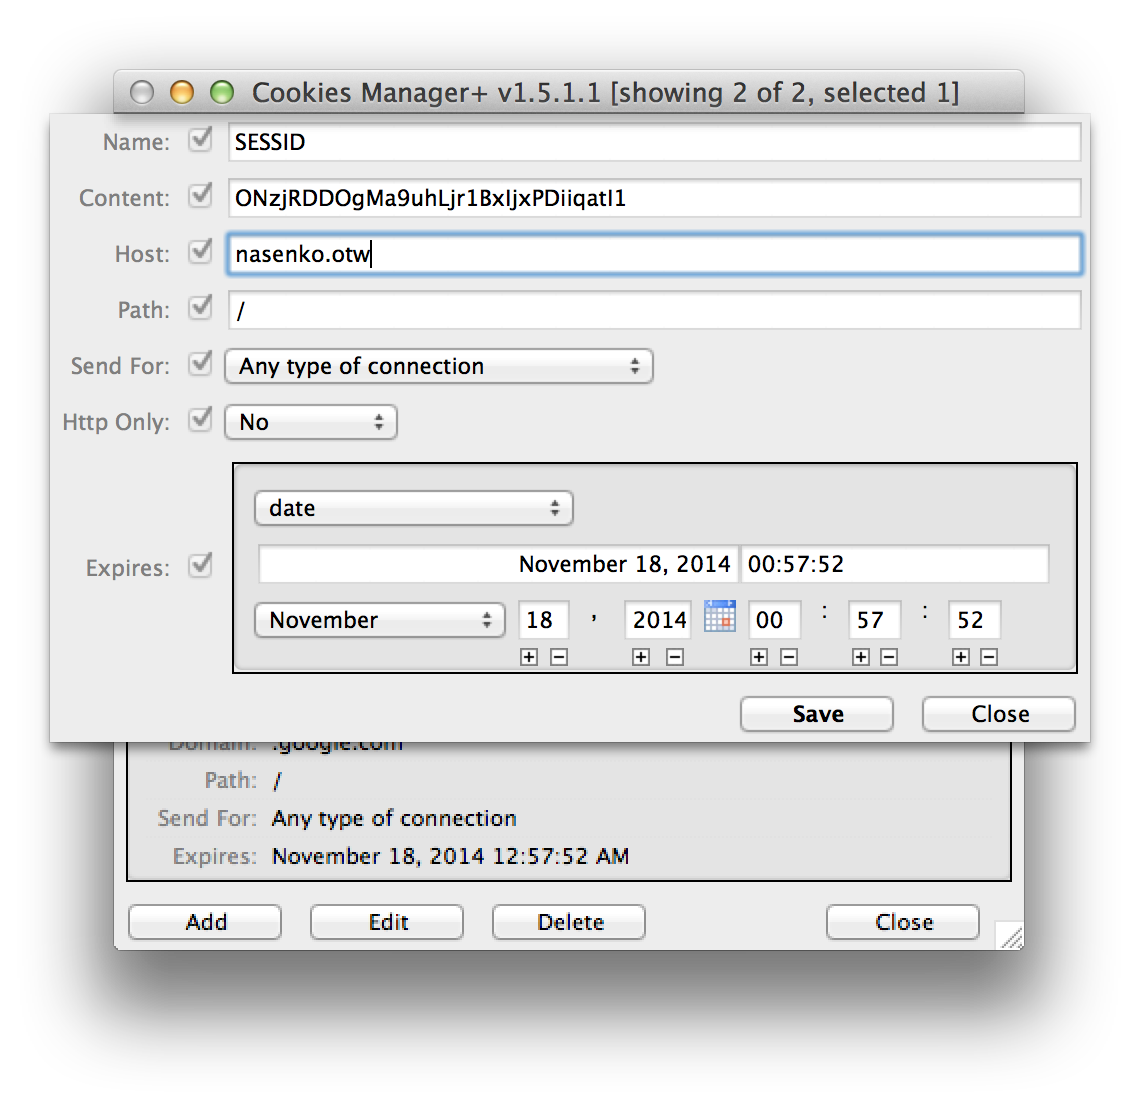 Cookies Manager+ v1.5.1.1 [showing 2 of 2, selected 1]
Name: SESSID
Content: ONzjRDDOgMa9uhLjr1BxIjxPDiiqatI1
Host: nasenko.otw
Path: /
Send For: Any type of connection
Http Only: No
date
Expires: November 18, 2014 00:57:52
November 18 , 2014 00 : 57 : 52
Save Close
Domain: .google.com
Path: /
Send For: Any type of connection
Expires: November 18, 2014 12:57:52 AM
Add Edit Delete Close